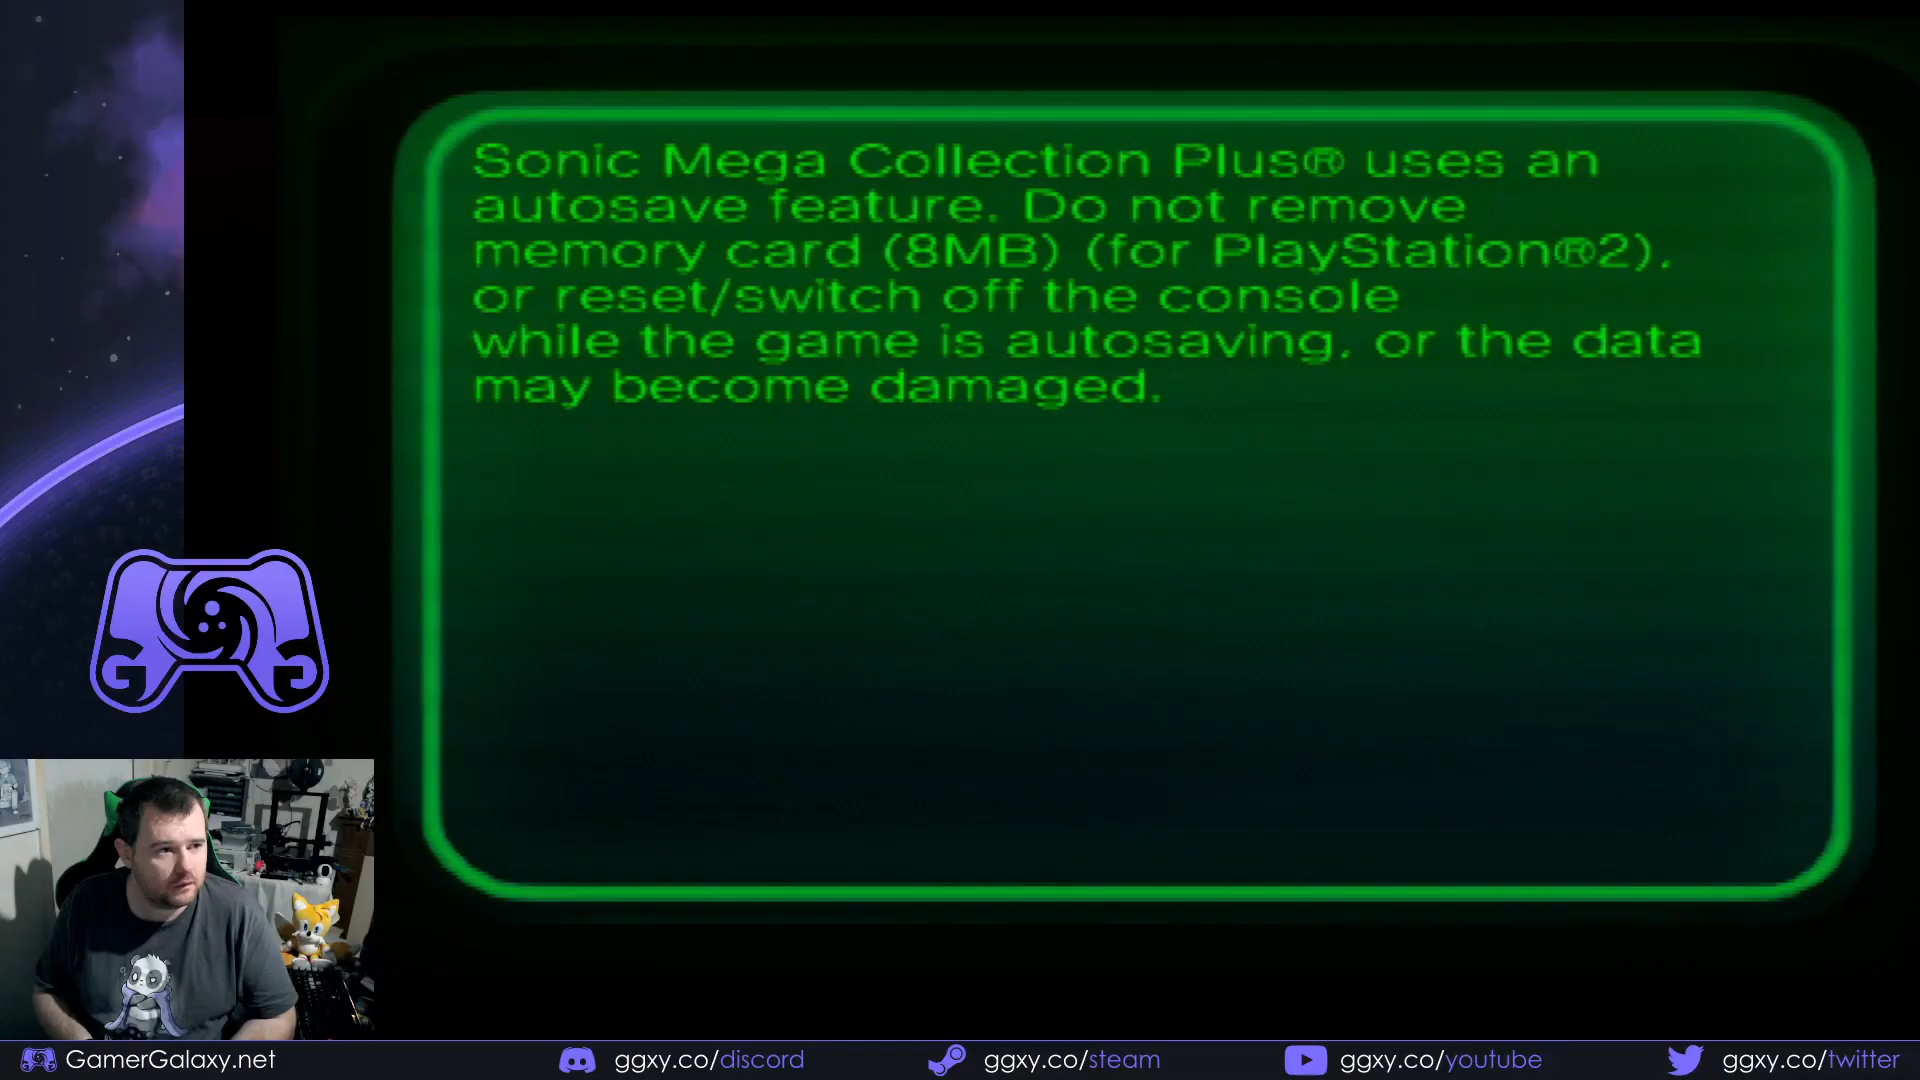 Sonic Mega Collection Plus® uses an
autosave feature. Do not remove
memory card (8MB) (for PlayStation®2),
or reset/switch off the console
while the game is autosaving, or the data
may become damaged.
GamerGalaxy.net
ggxy.co/discord
ggxy.co/steam
ggxy.co/youtube
ggxy.co/twitter